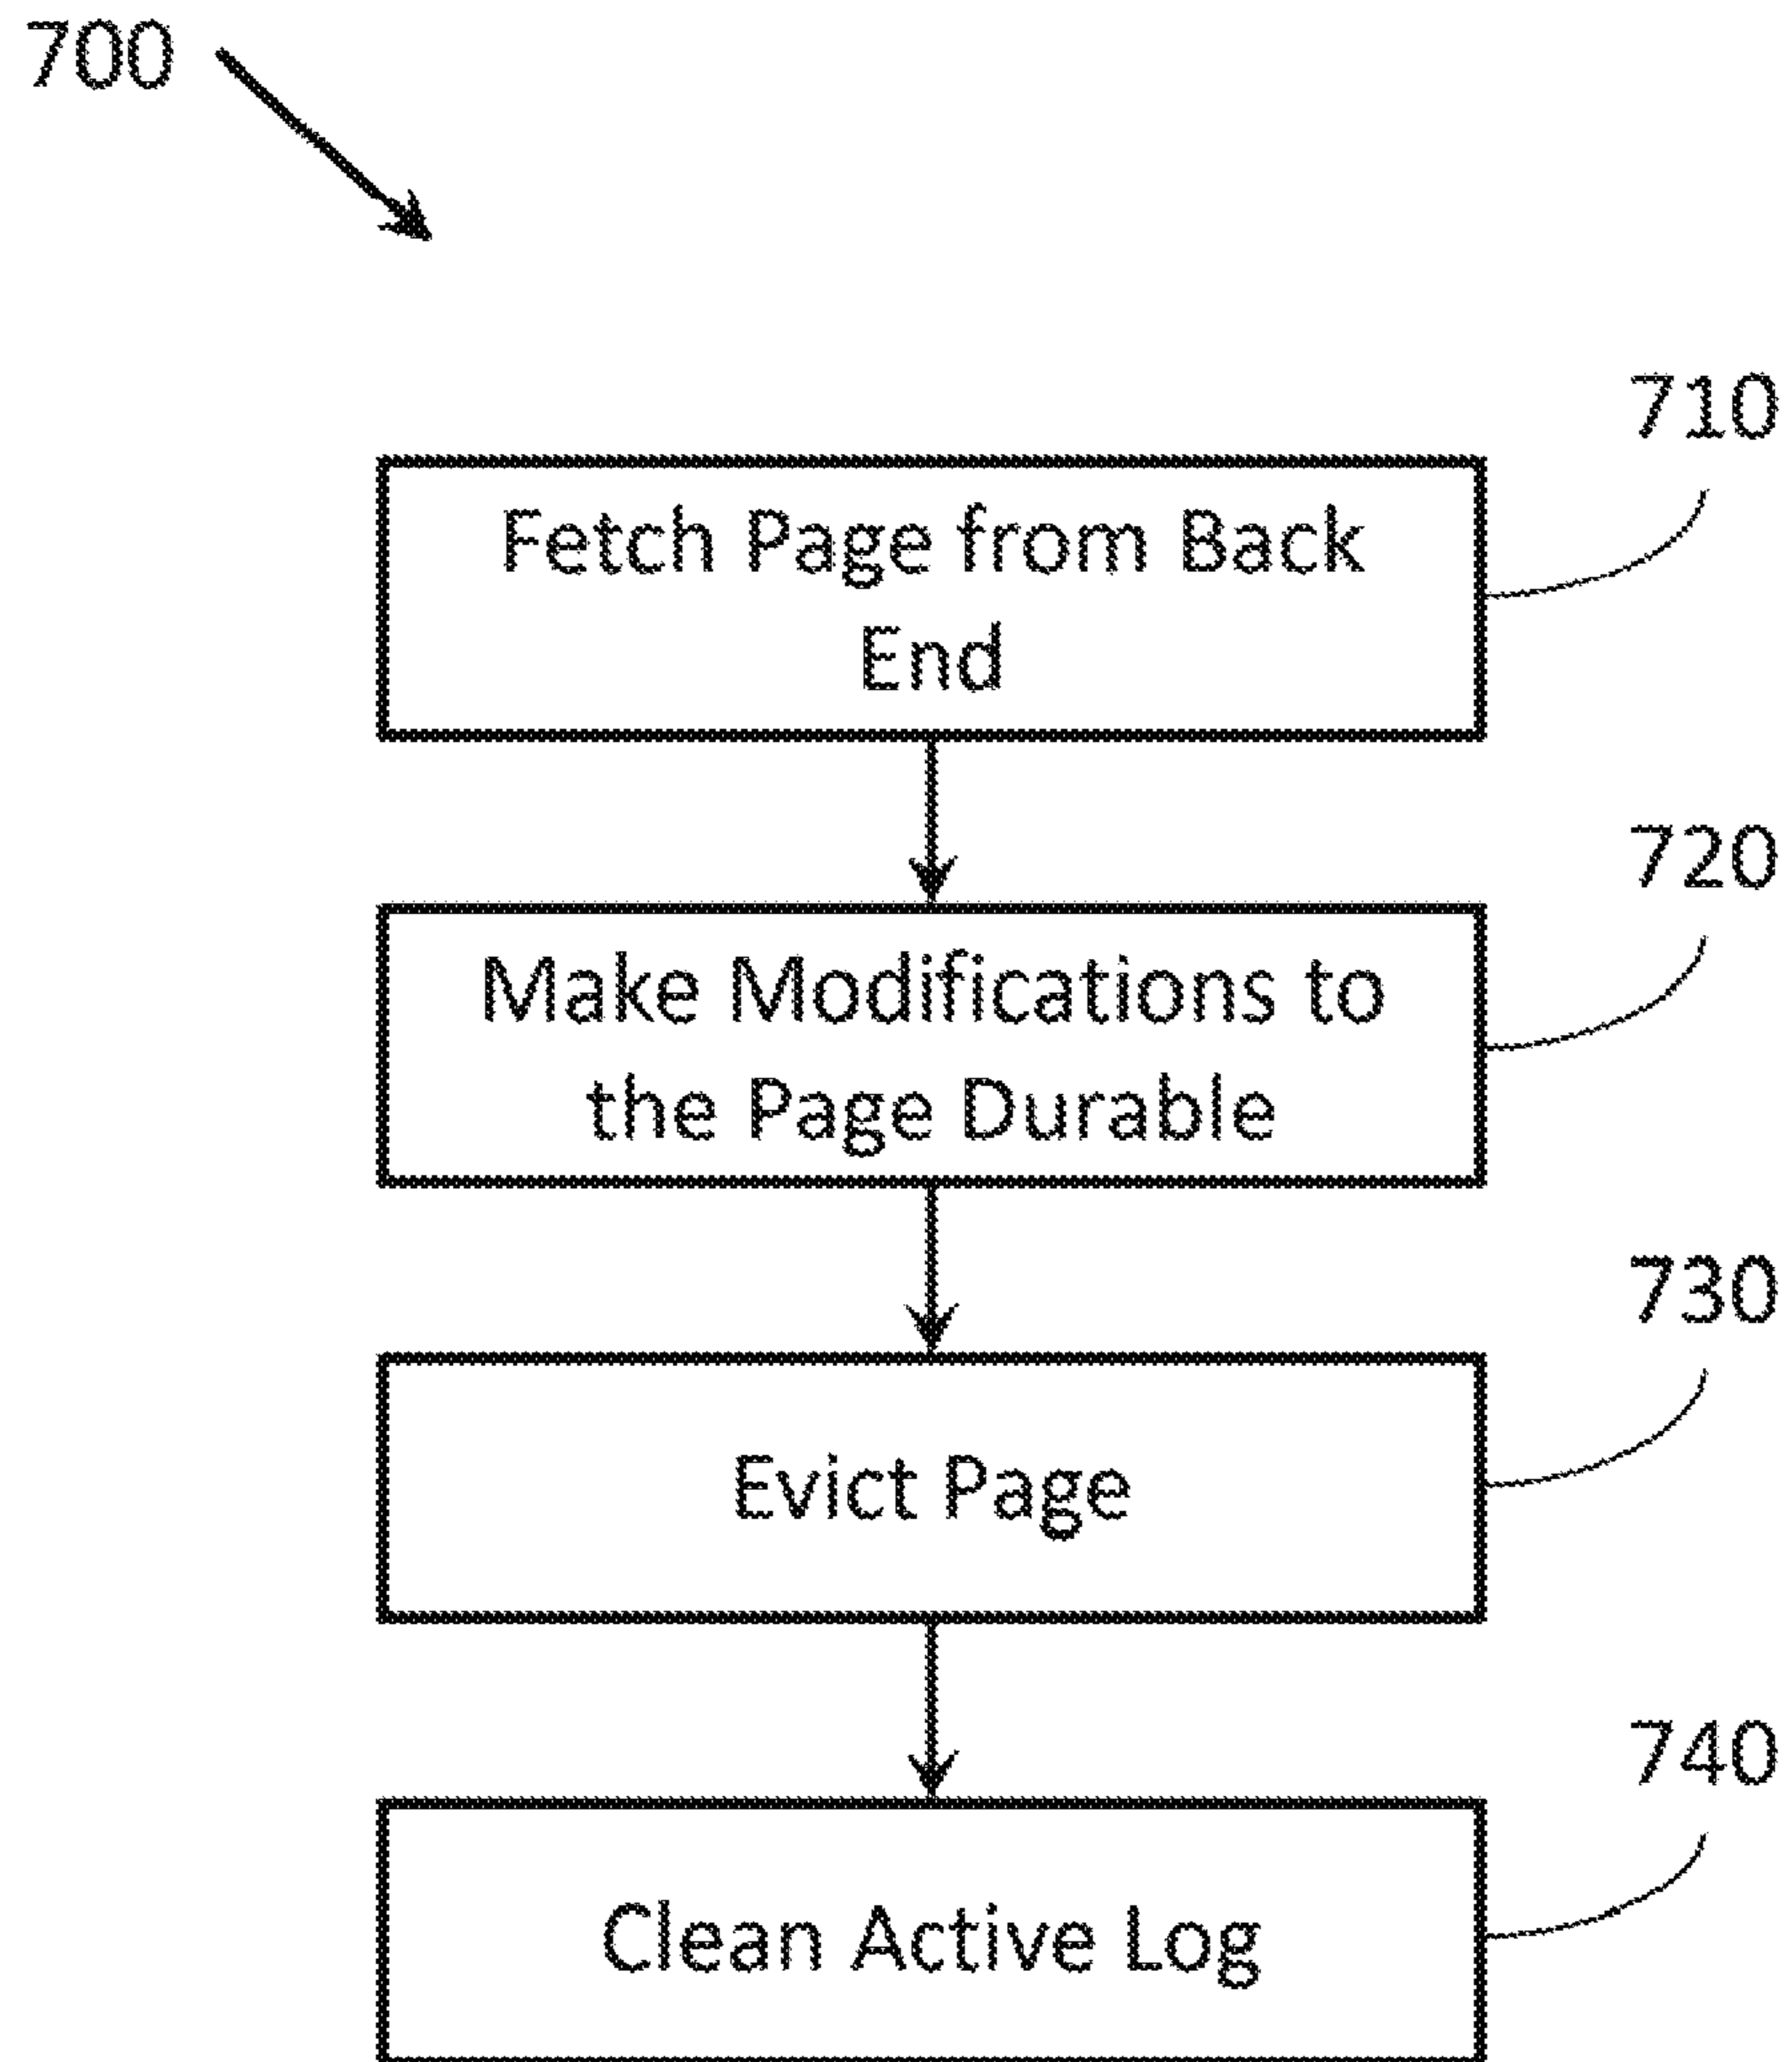 700
710
Fetch Page from Back
End
720
Make Modifications to
the Page Durable
730
Evict Page
740
Clean Active Log